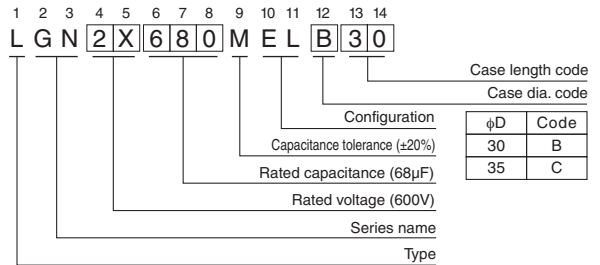 1 2 3 4 5 6 7 8 9 10 11 12 13 14
L G N 2 X 6 8 0 M E L B 3 0
Case length code
Case dia. code
Configuration
Capacitance tolerance (±20%)
Rated capacitance (68µF)
Rated voltage (600V)
Series name
Type
ϕD Code
30 B
35 C